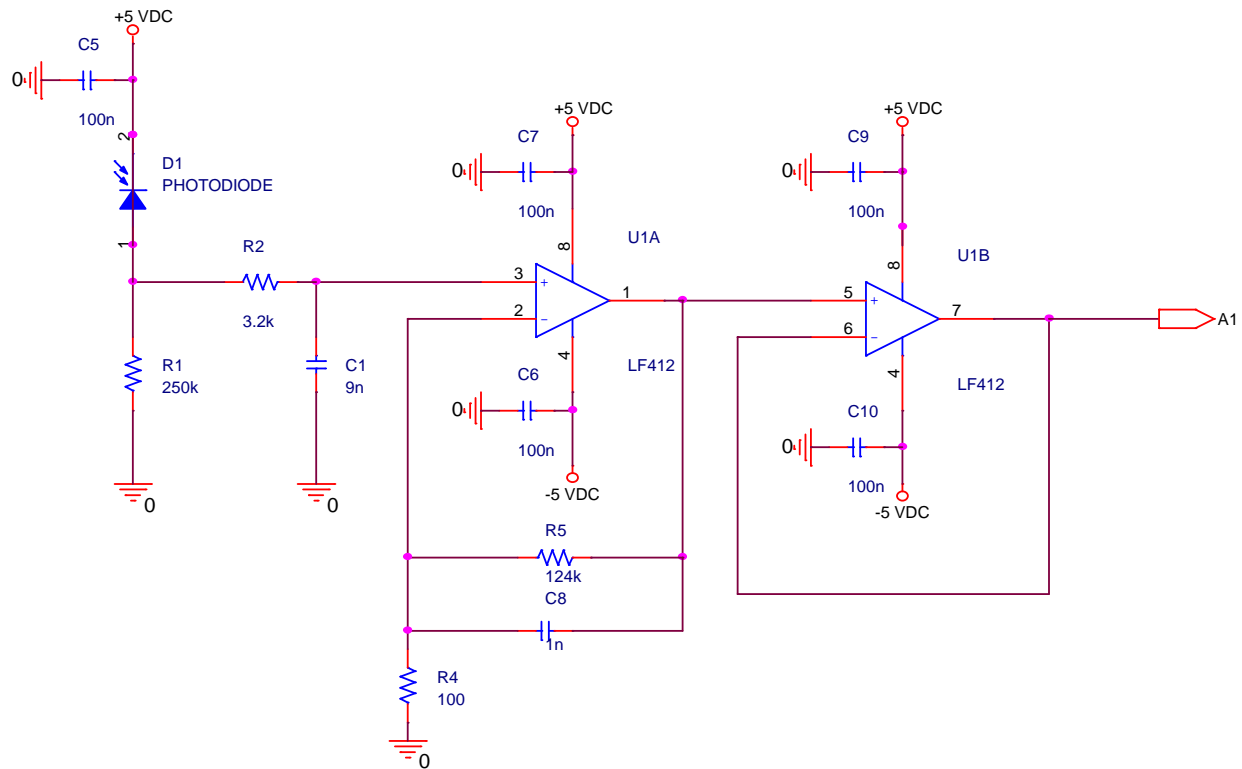 +5 VDC
C5
0
100n
2
D1
PHOTODIODE
1
R2
3.2k
R1
250k
0
C1
9n
0
+5 VDC
C7
0
100n
8
U1A
3
+
2
−
1
4
LF412
C6
0
100n
-5 VDC
R5
124k
C8
1n
R4
100
0
+5 VDC
C9
0
100n
8
U1B
5
+
6
−
7
A1
4
LF412
C10
0
100n
-5 VDC